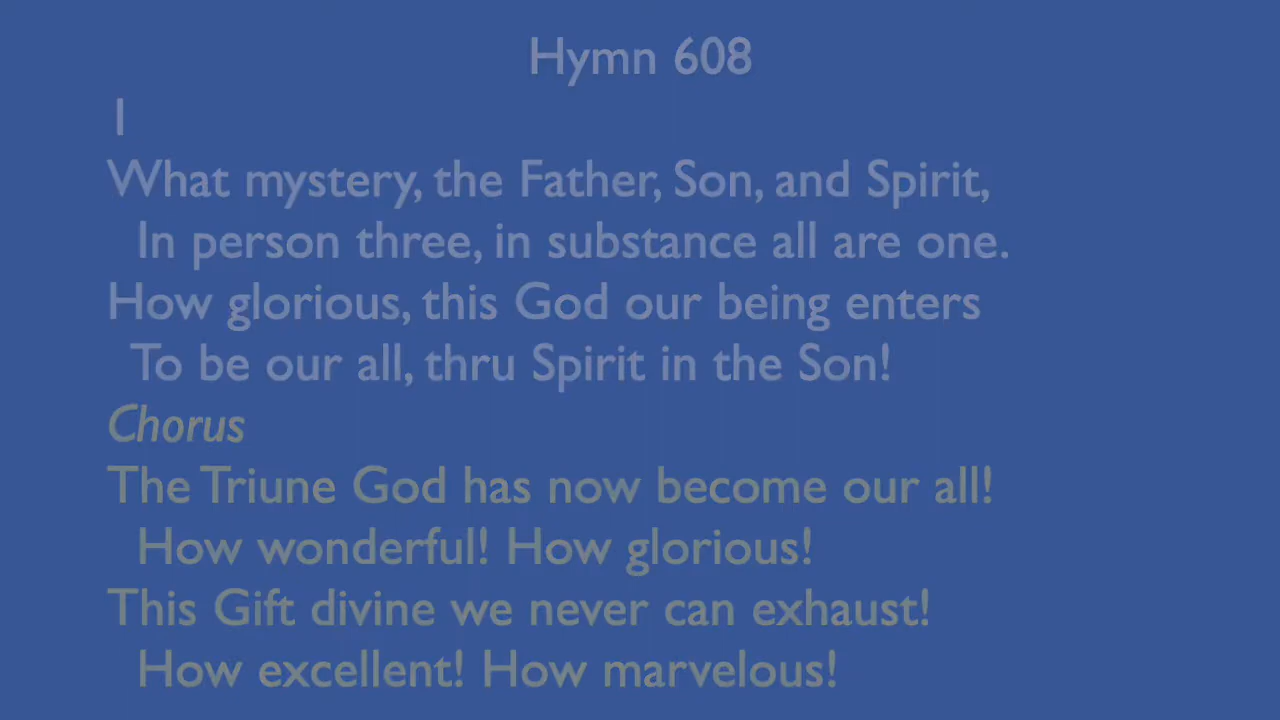 Hymn 608
1
What mystery, the Father, Son, and Spirit,
In person three, in substance all are one.
How glorious, this God our being enters
To be our all, thru Spirit in the Son!
Chorus
The Triune God has now become our all!
How wonderful! How glorious!
This Gift divine we never can exhaust!
How excellent! How marvelous!